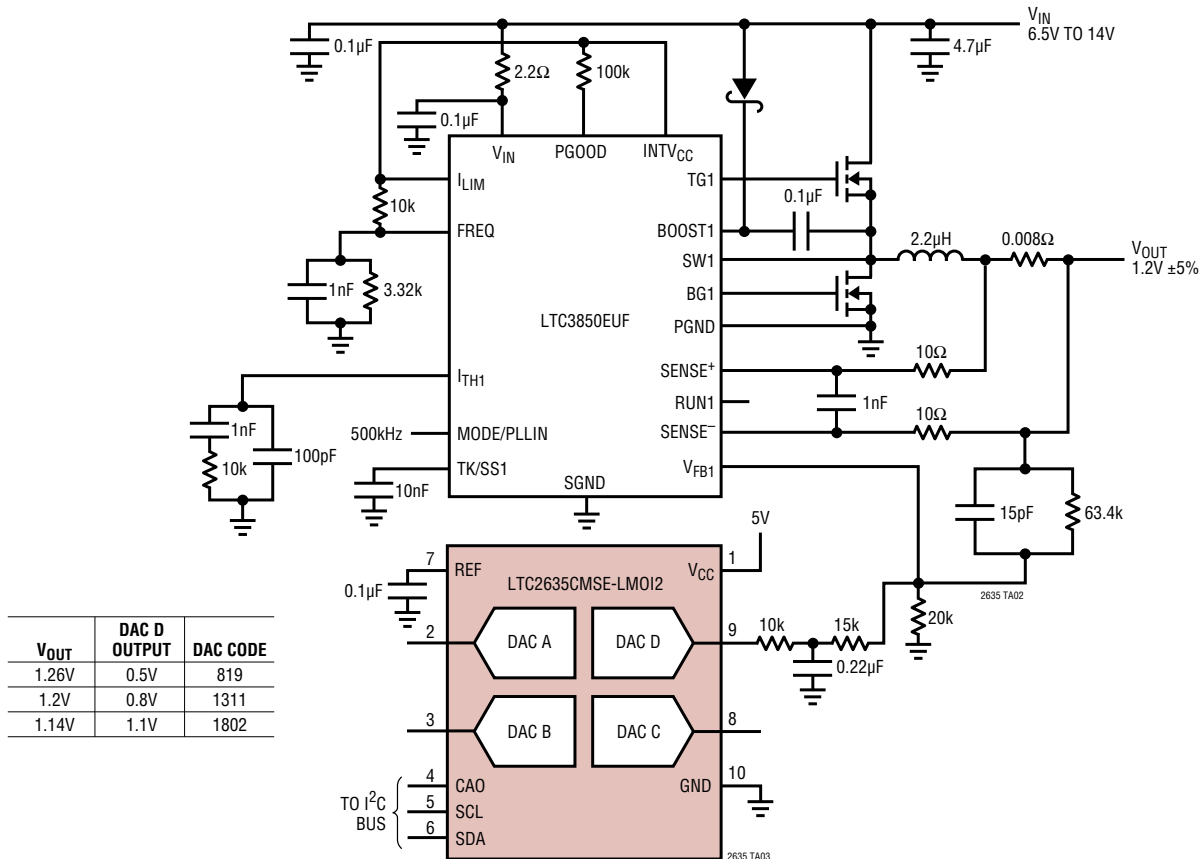 VIN
6.5V TO 14V
0.1µF
2.2Ω
100k
4.7µF
0.1µF
VIN
PGOOD
INTVCC
ILIM
TG1
10k
0.1µF
FREQ
BOOST1
2.2µH
0.008Ω
VOUT
1.2V ±5%
SW1
1nF
3.32k
BG1
LTC3850EUF
PGND
10Ω
SENSE+
ITH1
RUN1
1nF
1nF
10Ω
500kHz
MODE/PLLIN
SENSE–
100pF
10k
VFB1
TK/SS1
10nF
SGND
15pF
63.4k
5V
7
REF
LTC2635CMSE-LMOI2
VCC
1
0.1µF
2635 TA02
20k
2
DAC A
DAC D
9
10k
15k
0.22µF
VOUT
DAC D
OUTPUT
DAC CODE
1.26V 0.5V 819
1.2V 0.8V 1311
1.14V 1.1V 1802
3
DAC B
DAC C
8
4
CAO
GND
10
TO I2C
BUS
5
SCL
6
SDA
2635 TA03